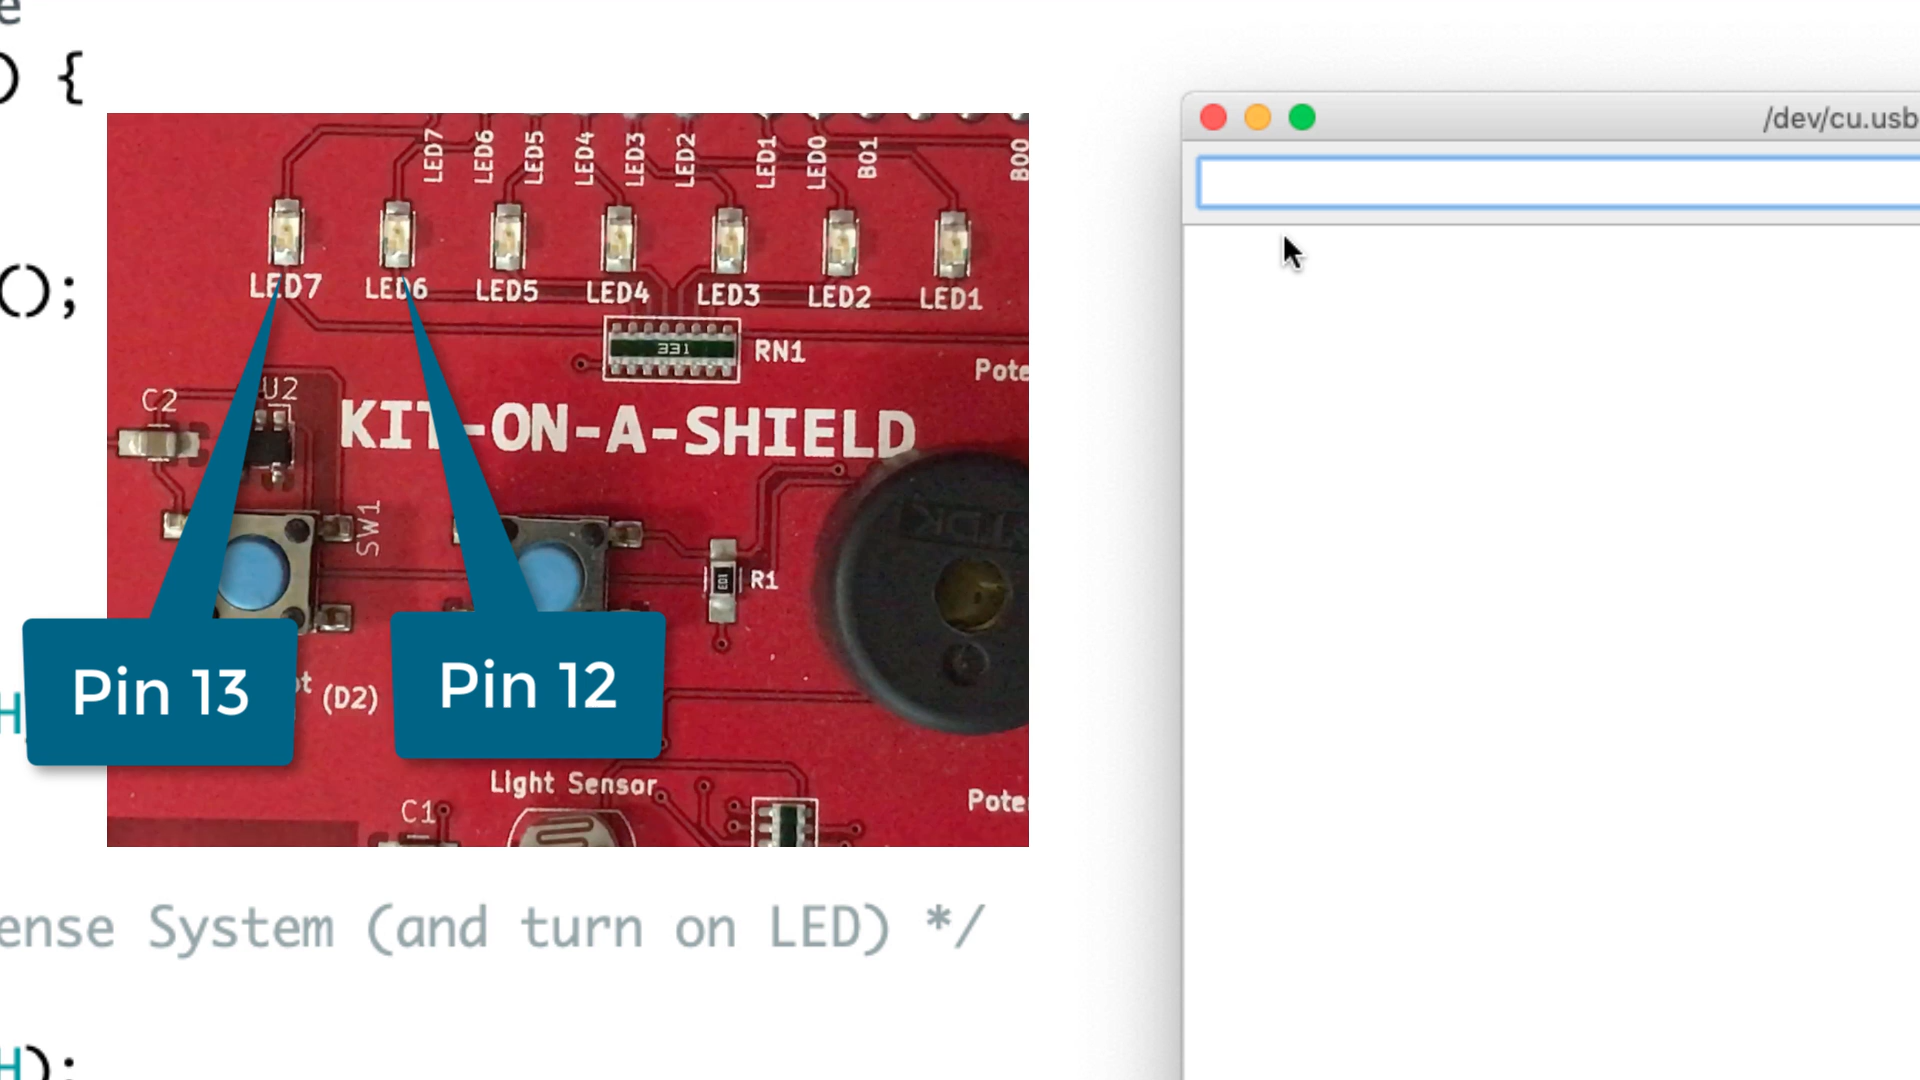 e
) {
();
H
ense System (and turn on LED) */
H);
LED7
LED6
LED5
LED4
LED3
LED2
LED1
LED0
B01
B00
LED7
LED6
LED5
LED4
LED3
LED2
LED1
331
RN1
Pote
C2
U2
KIT-ON-A-SHIELD
SW1
R1
TDK
Pin 13
Pin 12
(D2)
Light Sensor
C1
Pote
/dev/cu.usb